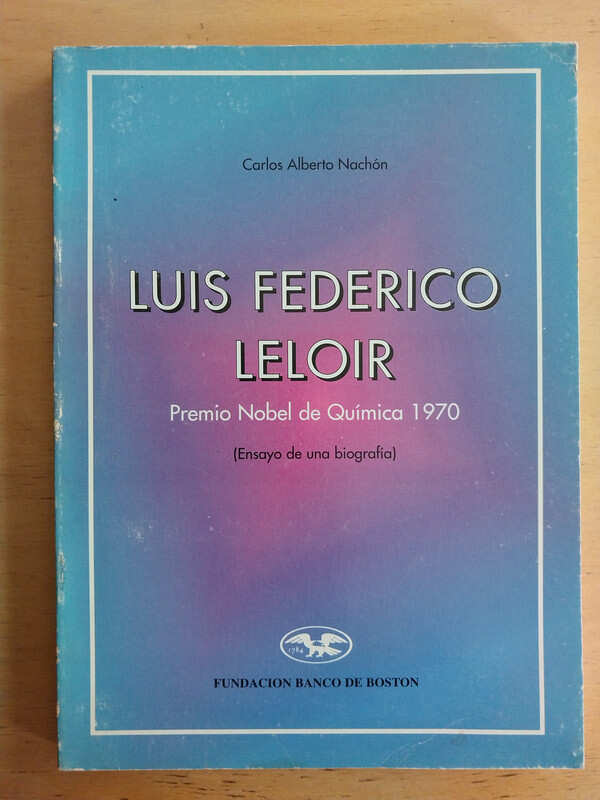 Carlos Alberto Nachón
LUIS FEDERICO
LELOIR
Premio Nobel de Química 1970
(Ensayo de una biografía)
1784
FUNDACION BANCO DE BOSTON